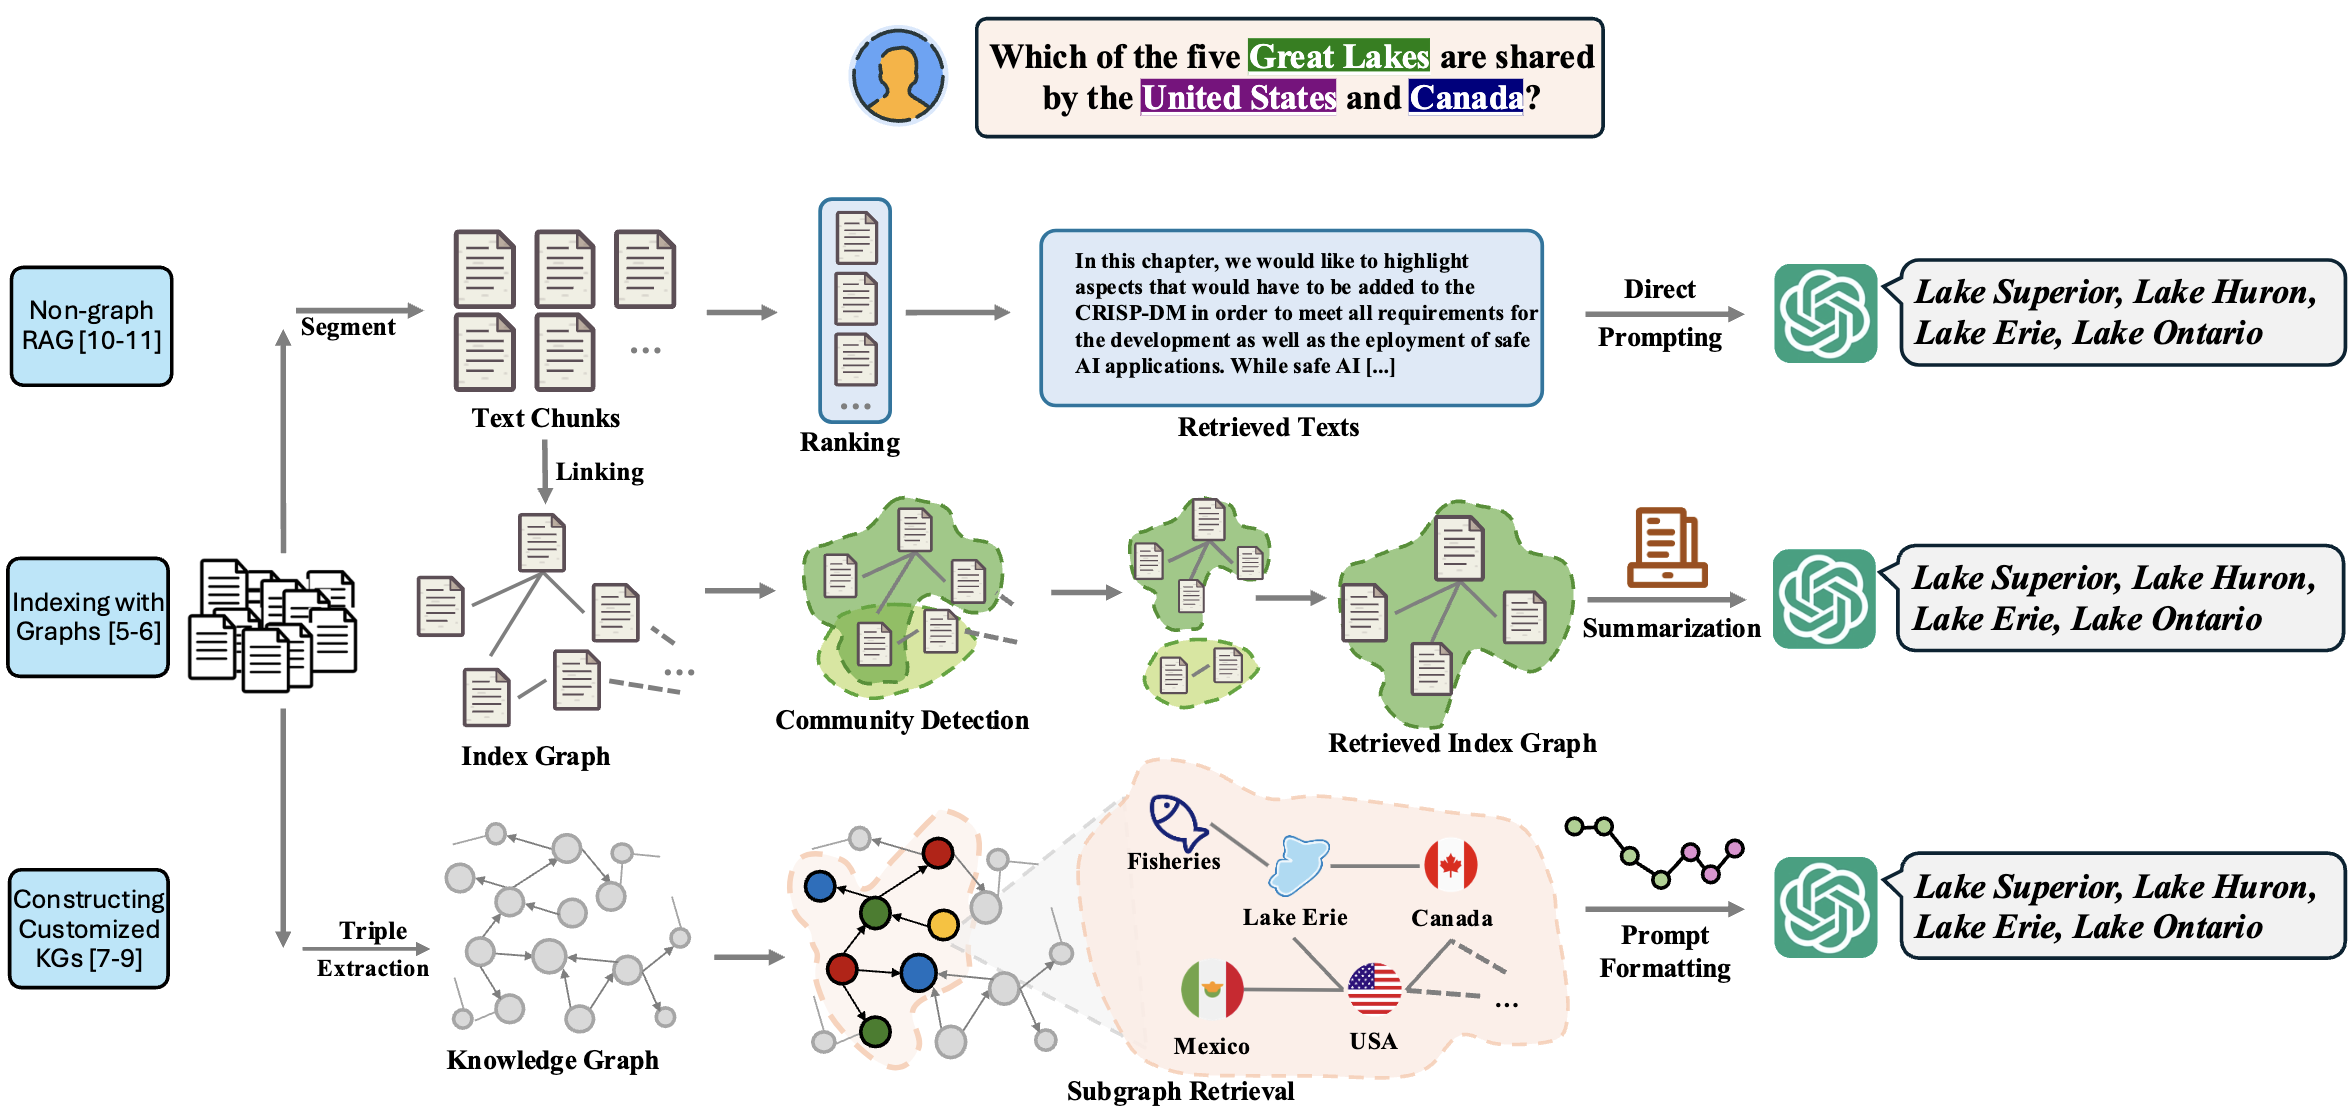 Which of the five Great Lakes are shared
by the United States and Canada?
Non-graph
RAG [10-11]
Segment
Text Chunks
...
Ranking
...
In this chapter, we would like to highlight
aspects that would have to be added to the
CRISP-DM in order to meet all requirements for
the development as well as the eployment of safe
AI applications. While safe AI [...]
Retrieved Texts
Direct
Prompting
Lake Superior, Lake Huron,
Lake Erie, Lake Ontario
Linking
Indexing with
Graphs [5-6]
Index Graph
...
Community Detection
Retrieved Index Graph
Summarization
Lake Superior, Lake Huron,
Lake Erie, Lake Ontario
Constructing
Customized
KGs [7-9]
Triple
Extraction
Knowledge Graph
Fisheries
Lake Erie
Canada
Mexico
USA
...
Subgraph Retrieval
Prompt
Formatting
Lake Superior, Lake Huron,
Lake Erie, Lake Ontario